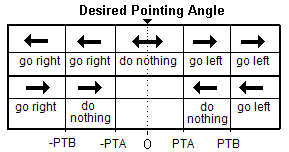 Desired Pointing Angle
go right go right do nothing go left go left
go right do nothing do nothing go left
-PTB -PTA 0 PTA PTB